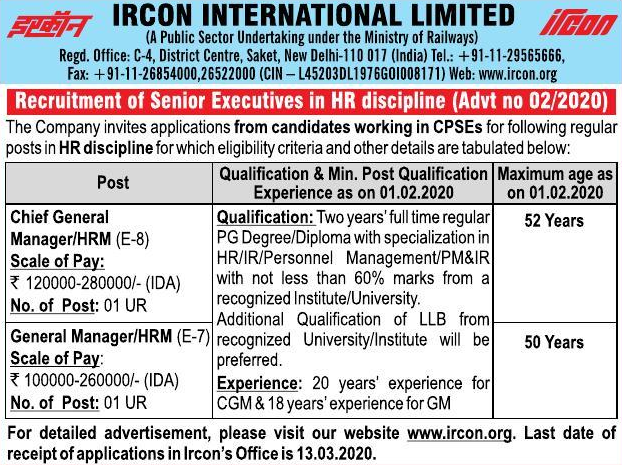 इरकॉन
IRCON INTERNATIONAL LIMITED
ircon
(A Public Sector Undertaking under the Ministry of Railways)
Regd. Office: C-4, District Centre, Saket, New Delhi-110 017 (India) Tel.: +91-11-29565666,
Fax: +91-11-26854000,26522000 (CIN – L45203DL1976GOI008171) Web: www.ircon.org
Recruitment of Senior Executives in HR discipline (Advt no 02/2020)
The Company invites applications from candidates working in CPSEs for following regular
posts in HR discipline for which eligibility criteria and other details are tabulated below:
Post
Qualification & Min. Post Qualification
Experience as on 01.02.2020
Maximum age as
on 01.02.2020
Chief General
Manager/HRM (E-8)
Scale of Pay:
₹ 120000-280000/- (IDA)
No. of Post: 01 UR
Qualification: Two years' full time regular
PG Degree/Diploma with specialization in
HR/IR/Personnel Management/PM&IR
with not less than 60% marks from a
recognized Institute/University.
Additional Qualification of LLB from
recognized University/Institute will be
preferred.
Experience: 20 years' experience for
CGM & 18 years' experience for GM
52 Years
General Manager/HRM (E-7)
Scale of Pay:
₹ 100000-260000/- (IDA)
No. of Post: 01 UR
50 Years
For detailed advertisement, please visit our website www.ircon.org. Last date of
receipt of applications in Ircon's Office is 13.03.2020.